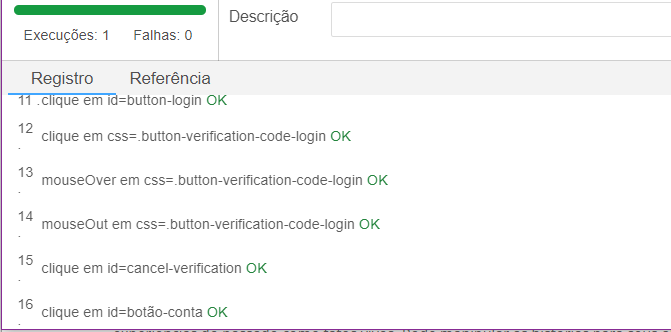 Descrição
Execuções: 1 Falhas: 0
Registro Referência
11 . clique em id=button-login OK
12. clique em css=.button-verification-code-login OK
13. mouseOver em css=.button-verification-code-login OK
14. mouseOut em css=.button-verification-code-login OK
15. clique em id=cancel-verification OK
16. clique em id=botão-conta OK